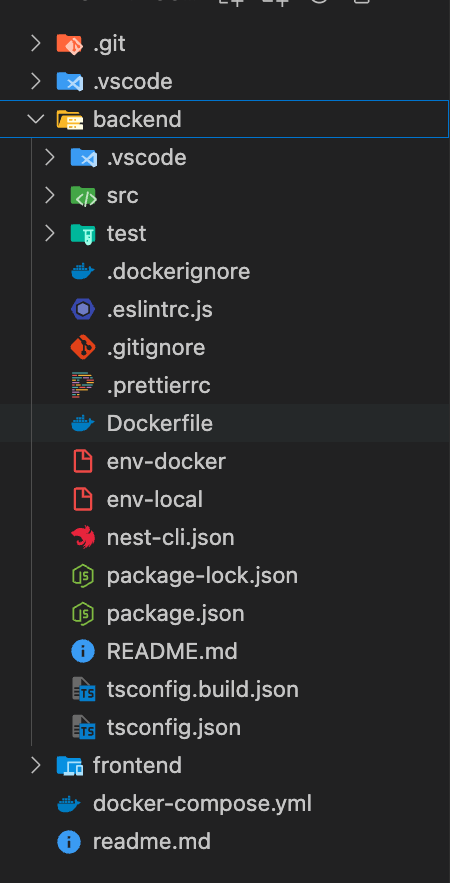 .git
.vscode
backend
.vscode
src
test
.dockerignore
.eslintrc.js
.gitignore
.prettierrc
Dockerfile
env-docker
env-local
nest-cli.json
package-lock.json
package.json
README.md
tsconfig.build.json
tsconfig.json
frontend
docker-compose.yml
readme.md